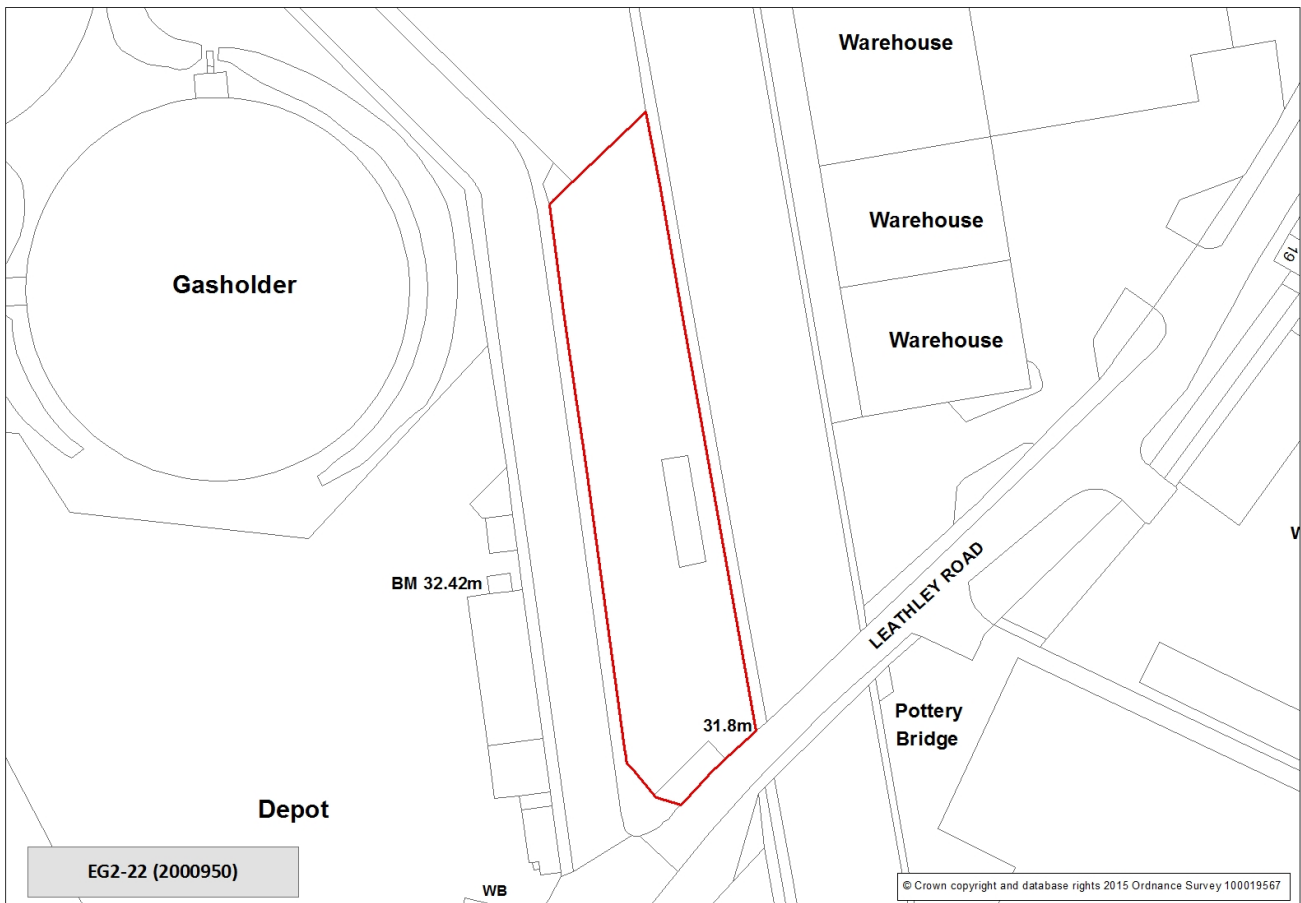 Warehouse
Warehouse
19
Gasholder
Warehouse
BM 32.42m
LEATHLEY ROAD
31.8m
Pottery
Bridge
Depot
EG2-22 (2000950)
WB
© Crown copyright and database rights 2015 Ordnance Survey 100019567